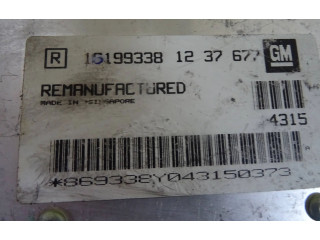 R 16199338 12 37 677 GM
REMANUFACTURED
MADE IN SINGAPORE
4315
*869338Y043150373